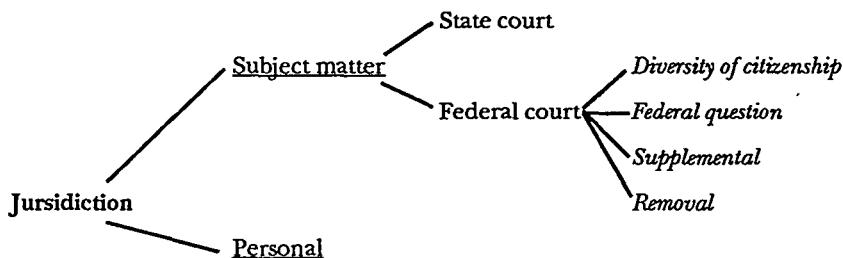 State court
Subject matter
Diversity of citizenship
Federal court
Federal question
Supplemental
Jursidiction
Removal
Personal